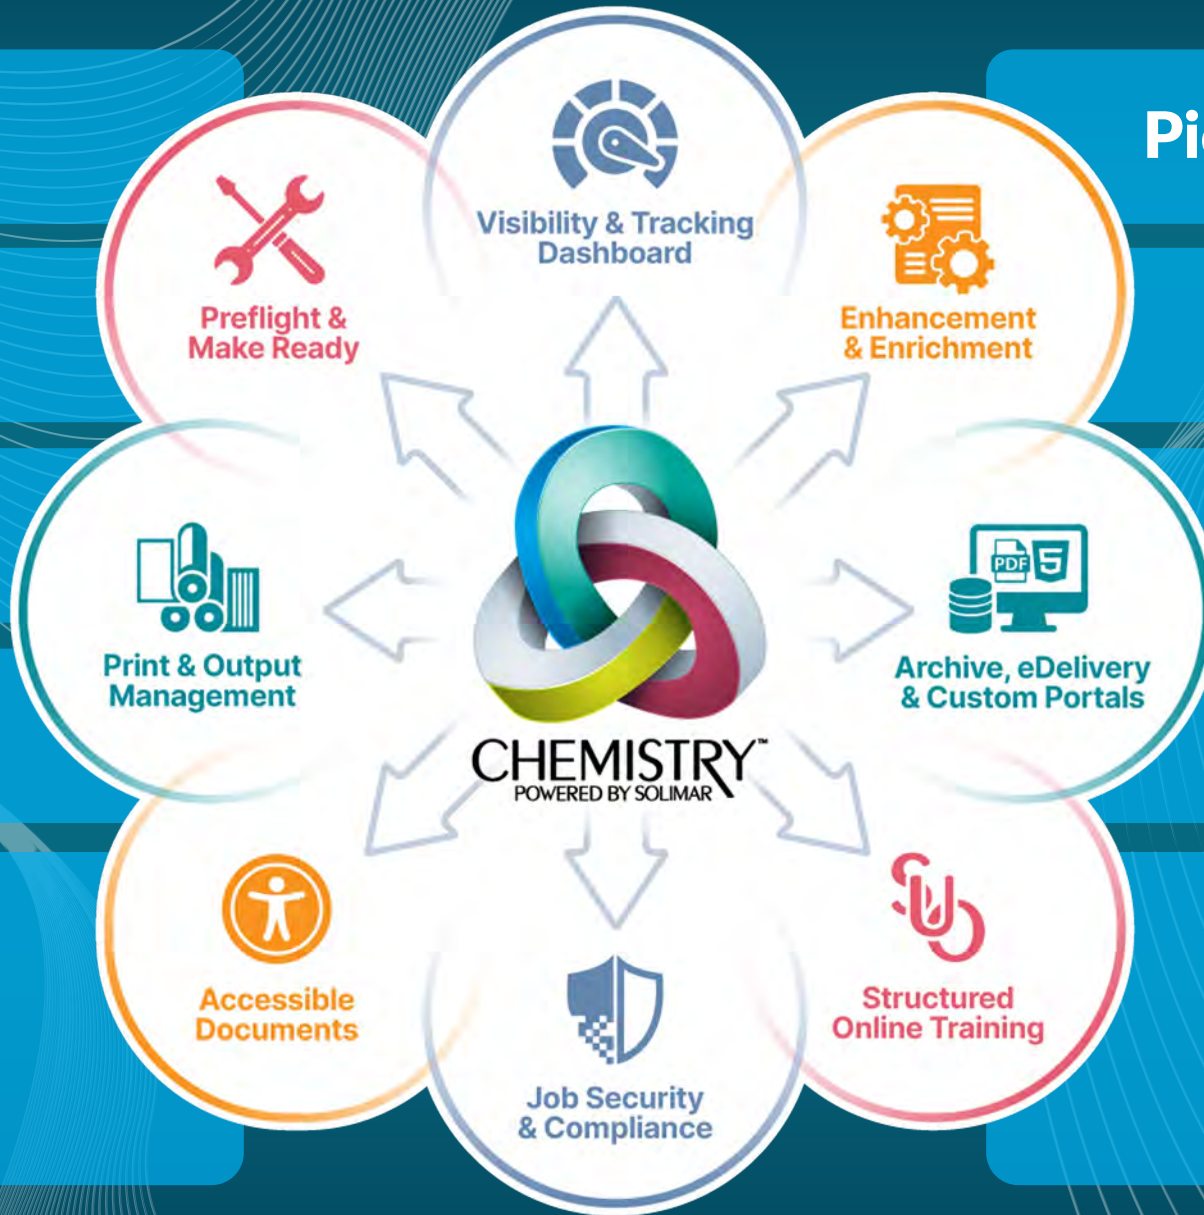 Visibility & Tracking
Dashboard
Preflight &
Make Ready
Enhancement
& Enrichment
Print & Output
Management
PDF
5
Archive, eDelivery
& Custom Portals
CHEMISTRY™
POWERED BY SOLIMAR
Accessible
Documents
SU
Structured
Online Training
Job Security
& Compliance